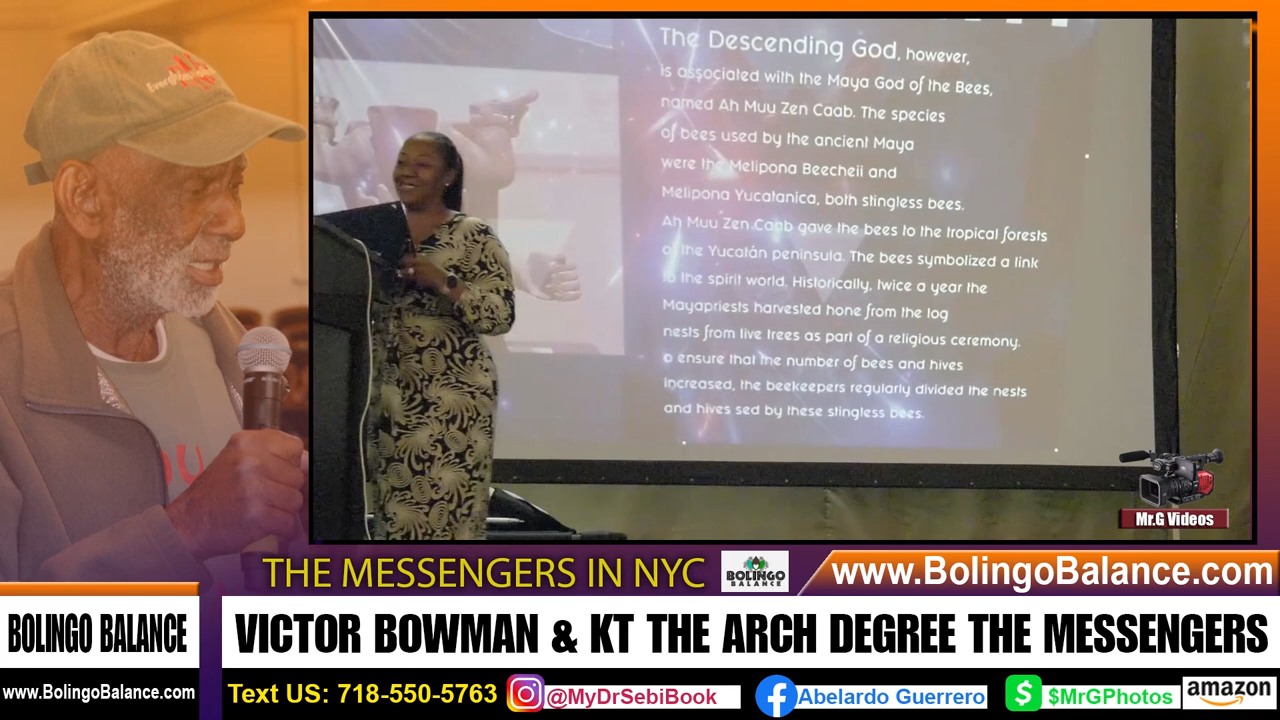 The Descending God, however,
is associated with the Maya God of the Bees,
named Ah Muu Zen Caab. The species
of bees used by the ancient Maya
were the Melipona Beecheii and
Melipona Yucatanica, both stingless bees.
Ah Muu Zen Caab gave the bees to the tropical forests
of the Yucatán peninsula. The bees symbolized a link
to the spirit world. Historically, twice a year the
Mayapriests harvested hone from the log
nests from live trees as part of a religious ceremony.
o ensure that the number of bees and hives
increased, the beekeepers regularly divided the nests
and hives sed by these stingless bees.
Mr.G Videos
THE MESSENGERS IN NYC
BOLINGO
BALANCE
www.BolingoBalance.com
BOLINGO BALANCE
VICTOR BOWMAN & KT THE ARCH DEGREE THE MESSENGERS
www.BolingoBalance.com
Text US: 718-550-5763
@MyDrSebiBook
Abelardo Guerrero
$MrGPhotos
amazon